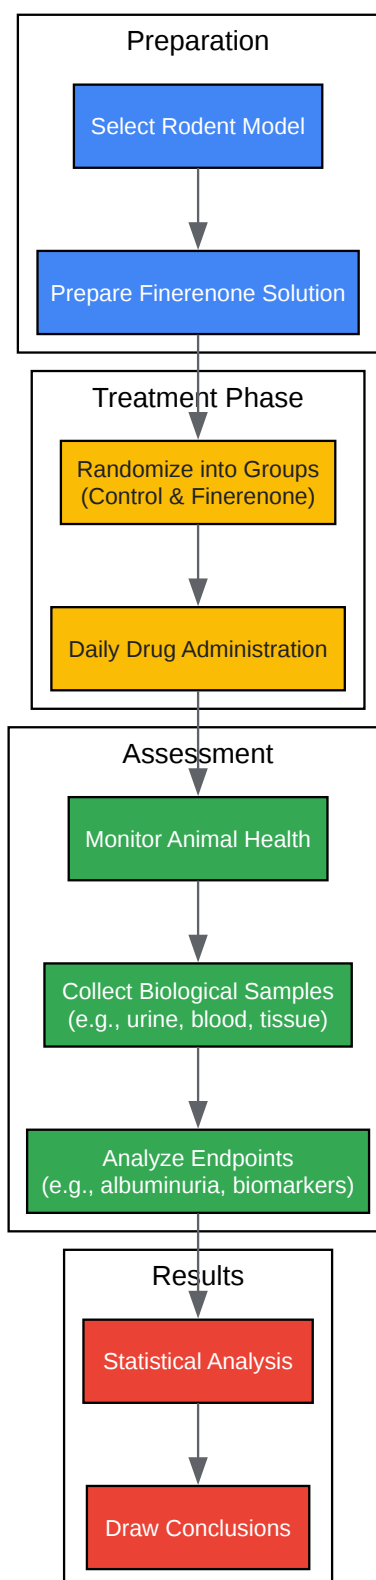 Preparation
Select Rodent Model
Prepare Finerenone Solution
Treatment Phase
Randomize into Groups
(Control & Finerenone)
Daily Drug Administration
Assessment
Monitor Animal Health
Collect Biological Samples
(e.g., urine, blood, tissue)
Analyze Endpoints
(e.g., albuminuria, biomarkers)
Results
Statistical Analysis
Draw Conclusions